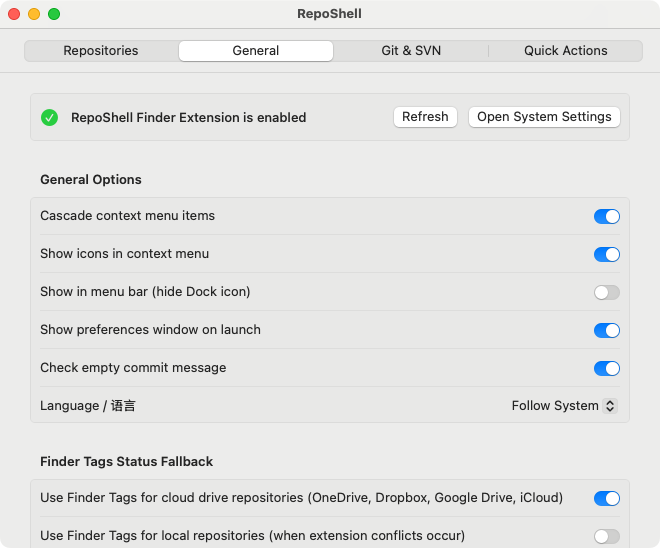 RepoShell
Repositories
General
Git & SVN
Quick Actions
RepoShell Finder Extension is enabled
Refresh
Open System Settings
General Options
Cascade context menu items
Show icons in context menu
Show in menu bar (hide Dock icon)
Show preferences window on launch
Check empty commit message
Language / 语言
Follow System
Finder Tags Status Fallback
Use Finder Tags for cloud drive repositories (OneDrive, Dropbox, Google Drive, iCloud)
Use Finder Tags for local repositories (when extension conflicts occur)